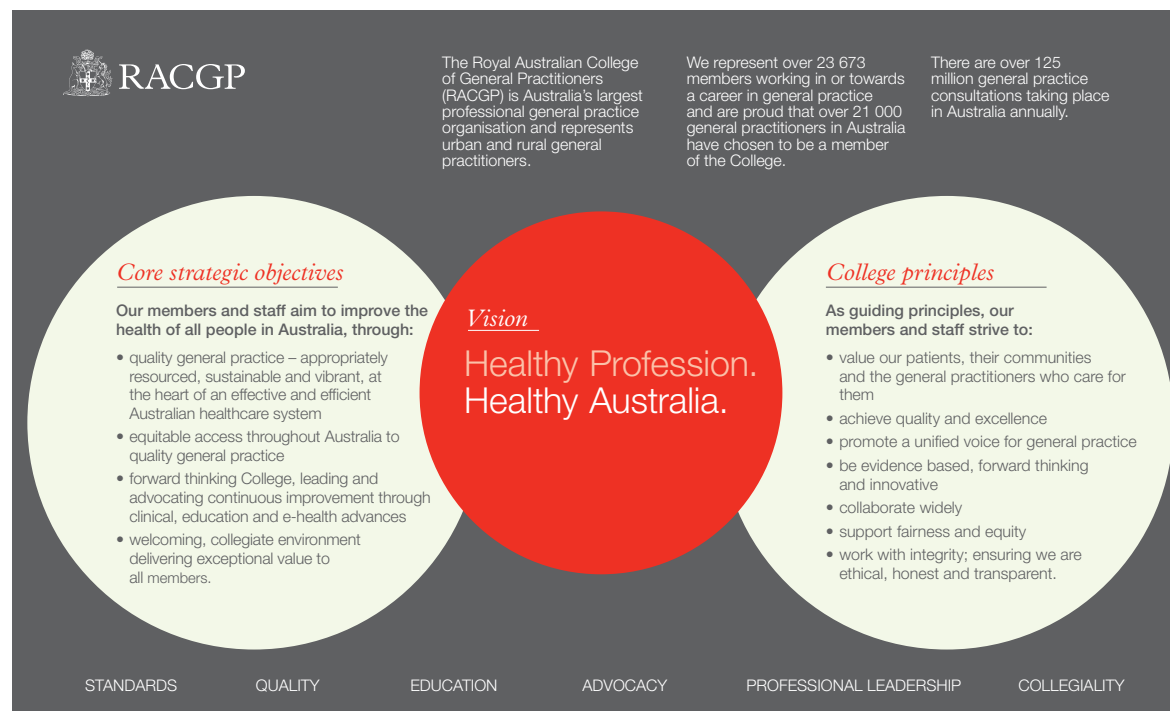 RACGP
The Royal Australian College
of General Practitioners
(RACGP) is Australia's largest
professional general practice
organisation and represents
urban and rural general
practitioners.
We represent over 23 673
members working in or towards
a career in general practice
and are proud that over 21 000
general practitioners in Australia
have chosen to be a member
of the College.
There are over 125
million general practice
consultations taking place
in Australia annually.
Core strategic objectives
Our members and staff aim to improve the
health of all people in Australia, through:
• quality general practice – appropriately
resourced, sustainable and vibrant, at
the heart of an effective and efficient
Australian healthcare system
• equitable access throughout Australia to
quality general practice
• forward thinking College, leading and
advocating continuous improvement through
clinical, education and e-health advances
• welcoming, collegiate environment
delivering exceptional value to
all members.
Vision
Healthy Profession.
Healthy Australia.
College principles
As guiding principles, our
members and staff strive to:
• value our patients, their communities
and the general practitioners who care for
them
• achieve quality and excellence
• promote a unified voice for general practice
• be evidence based, forward thinking
and innovative
• collaborate widely
• support fairness and equity
• work with integrity; ensuring we are
ethical, honest and transparent.
STANDARDS QUALITY EDUCATION ADVOCACY PROFESSIONAL LEADERSHIP COLLEGIALITY